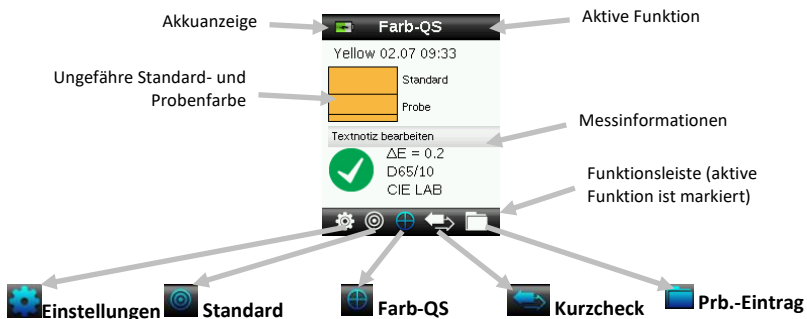 Akkuanzeige
Farb-QS
Aktive Funktion
Yellow 02.07 09:33
Ungefähre Standard- und
Probenfarbe
Standard
Probe
Messinformationen
Textnotiz bearbeiten
ΔE = 0.2
D65/10
CIE LAB
Funktionsleiste (aktive
Funktion ist markiert)
Einstellungen
Standard
Farb-QS
Kurzcheck
Prb.-Eintrag